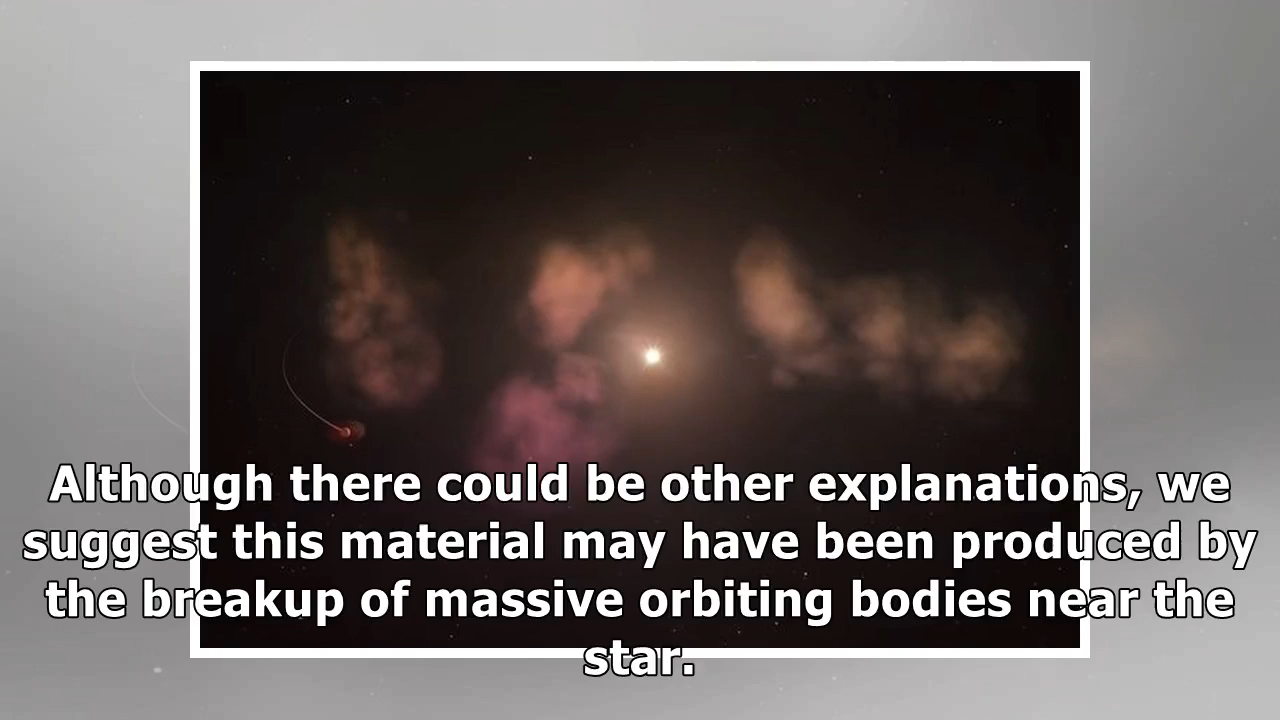 Although there could be other explanations, we
suggest this material may have been produced by
the breakup of massive orbiting bodies near the
star.